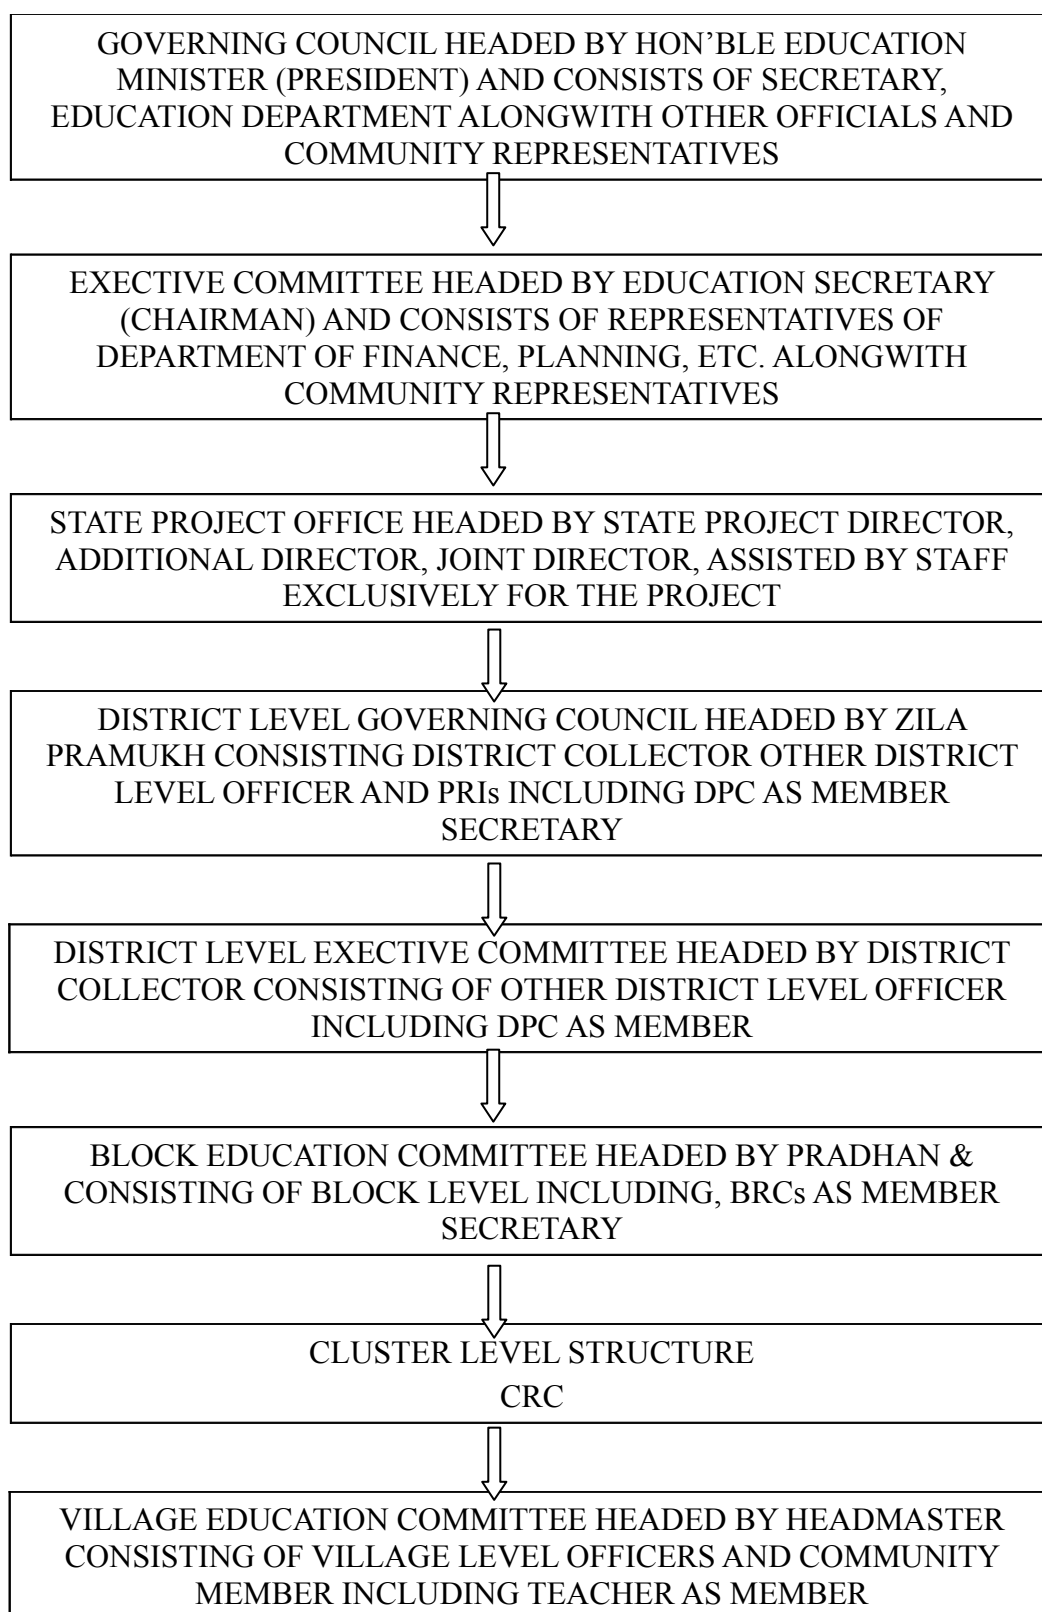 GOVERNING COUNCIL HEADED BY HON’BLE EDUCATION
MINISTER (PRESIDENT) AND CONSISTS OF SECRETARY,
EDUCATION DEPARTMENT ALONGWITH OTHER OFFICIALS AND
COMMUNITY REPRESENTATIVES
EXECTIVE COMMITTEE HEADED BY EDUCATION SECRETARY
(CHAIRMAN) AND CONSISTS OF REPRESENTATIVES OF
DEPARTMENT OF FINANCE, PLANNING, ETC. ALONGWITH
COMMUNITY REPRESENTATIVES
STATE PROJECT OFFICE HEADED BY STATE PROJECT DIRECTOR,
ADDITIONAL DIRECTOR, JOINT DIRECTOR, ASSISTED BY STAFF
EXCLUSIVELY FOR THE PROJECT
DISTRICT LEVEL GOVERNING COUNCIL HEADED BY ZILA
PRAMUKH CONSISTING DISTRICT COLLECTOR OTHER DISTRICT
LEVEL OFFICER AND PRIs INCLUDING DPC AS MEMBER
SECRETARY
DISTRICT LEVEL EXECTIVE COMMITTEE HEADED BY DISTRICT
COLLECTOR CONSISTING OF OTHER DISTRICT LEVEL OFFICER
INCLUDING DPC AS MEMBER
BLOCK EDUCATION COMMITTEE HEADED BY PRADHAN &
CONSISTING OF BLOCK LEVEL INCLUDING, BRCs AS MEMBER
SECRETARY
CLUSTER LEVEL STRUCTURE
CRC
VILLAGE EDUCATION COMMITTEE HEADED BY HEADMASTER
CONSISTING OF VILLAGE LEVEL OFFICERS AND COMMUNITY
MEMBER INCLUDING TEACHER AS MEMBER